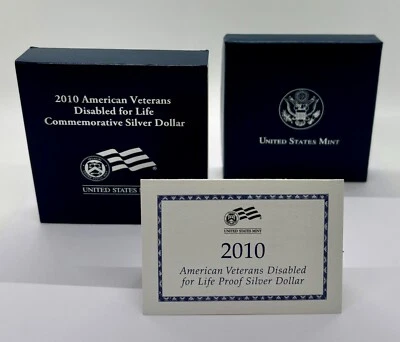 2010 American Veterans
Disabled for Life
Commemorative Silver Dollar
UNITED STATES
UNITED STATES MINT
UNITED STATES MINT
2010
American Veterans Disabled
for Life Proof Silver Dollar